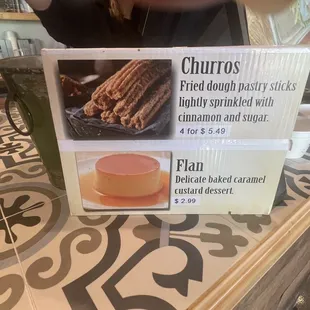 Churros
Fried dough pastry sticks
lightly sprinkled with
cinnamon and sugar.
4 for $ 5.49
Flan
Delicate baked caramel
custard dessert.
$ 2.99